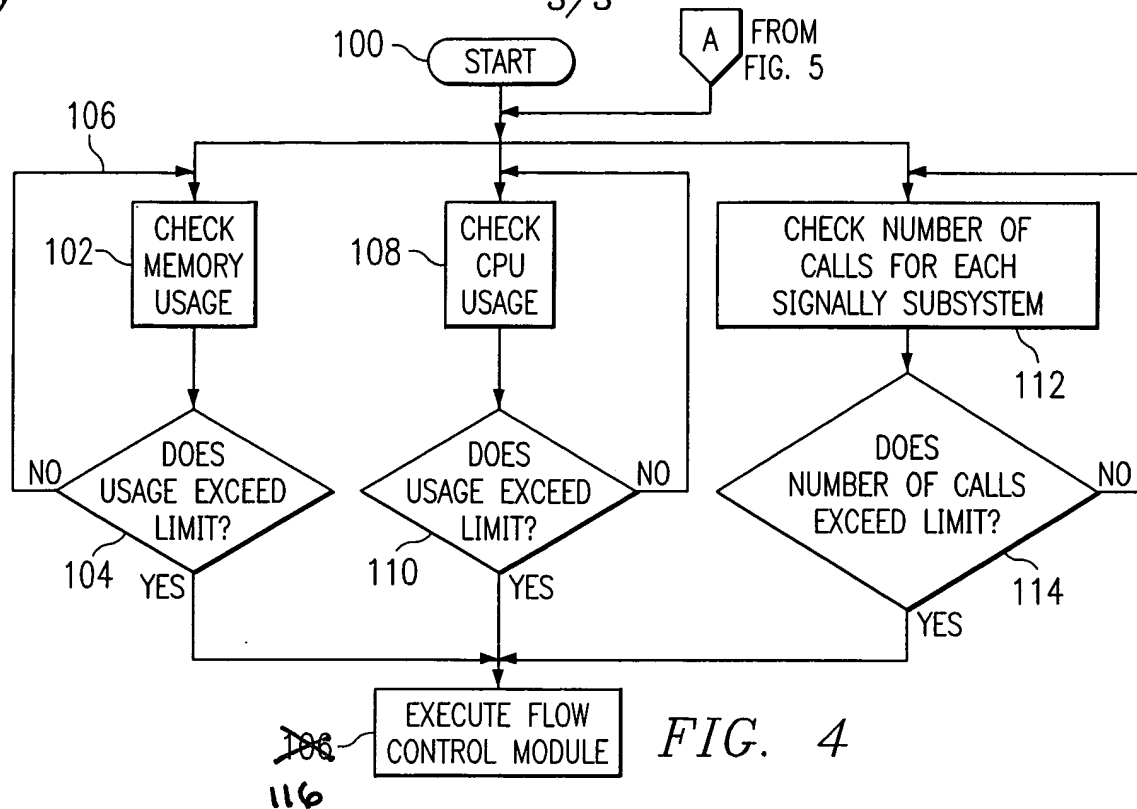 3/3
100
START
A
FROM
FIG. 5
106
102
CHECK
MEMORY
USAGE
108
CHECK
CPU
USAGE
CHECK NUMBER OF
CALLS FOR EACH
SIGNALLY SUBSYSTEM
112
NO
DOES
USAGE EXCEED
LIMIT?
104
YES
DOES
USAGE EXCEED
LIMIT?
NO
110
YES
DOES
NUMBER OF CALLS
EXCEED LIMIT?
NO
114
YES
106
116
EXECUTE FLOW
CONTROL MODULE
FIG. 4